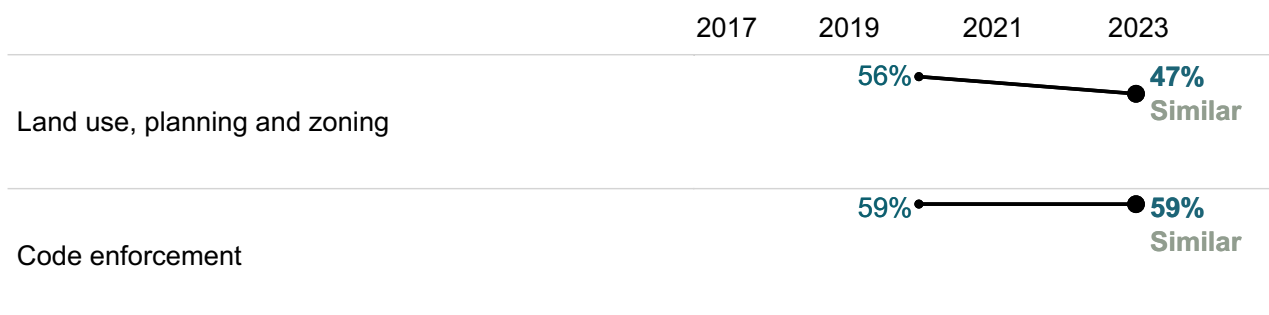 2017 2019 2021 2023
56% 47%
Similar
Land use, planning and zoning
59% 59%
Similar
Code enforcement